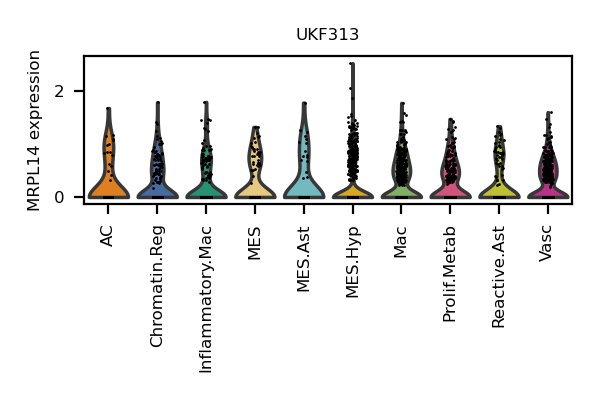 UKF313
MRPL14 expression
2
0
AC
Chromatin.Reg
Inflammatory.Mac
MES
MES.Ast
MES.Hyp
Mac
Prolif.Metab
Reactive.Ast
Vasc